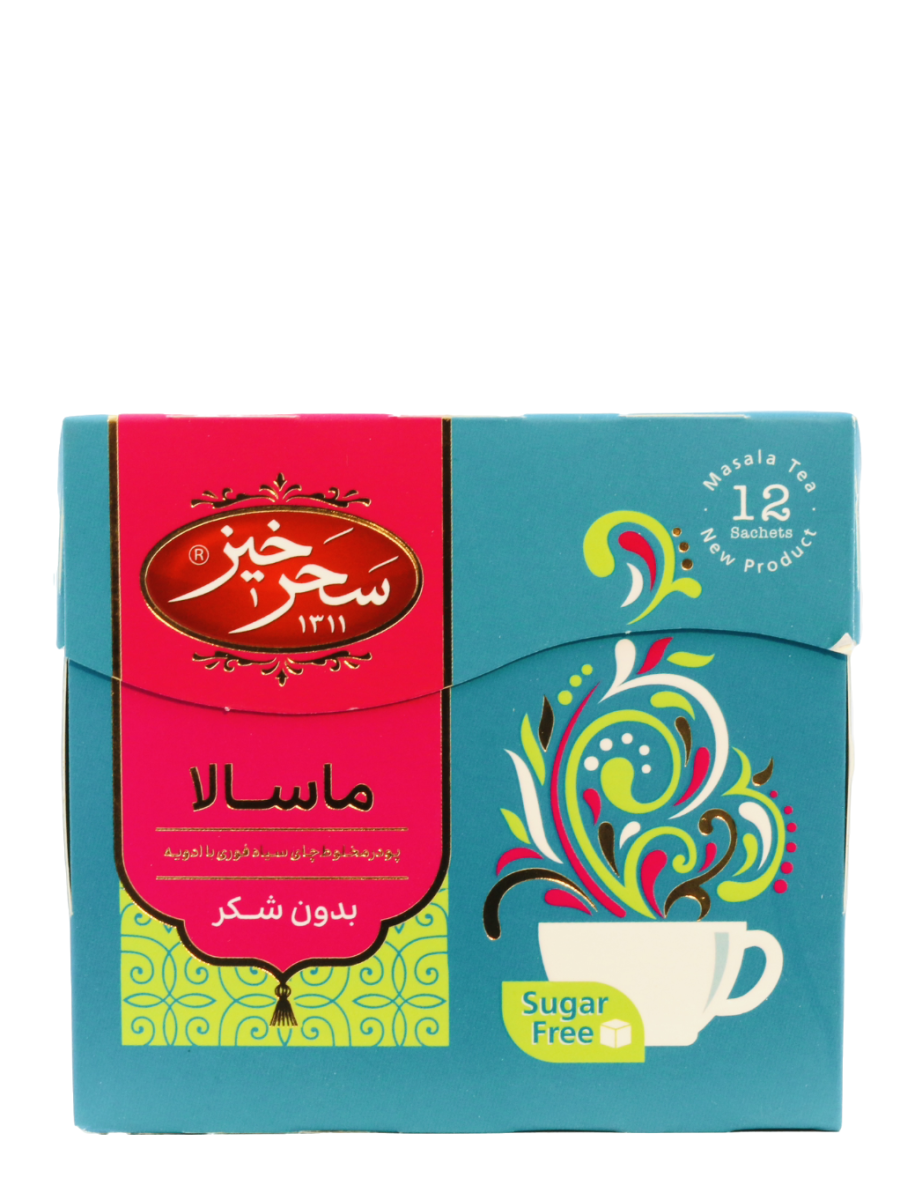 سحرخیز
®
۱۳۱۱
ماسالا
پودر مخلوط چای سیاه فوری با ادویه
بدون شکر
Masala Tea
12
Sachets
New Product
Sugar
Free